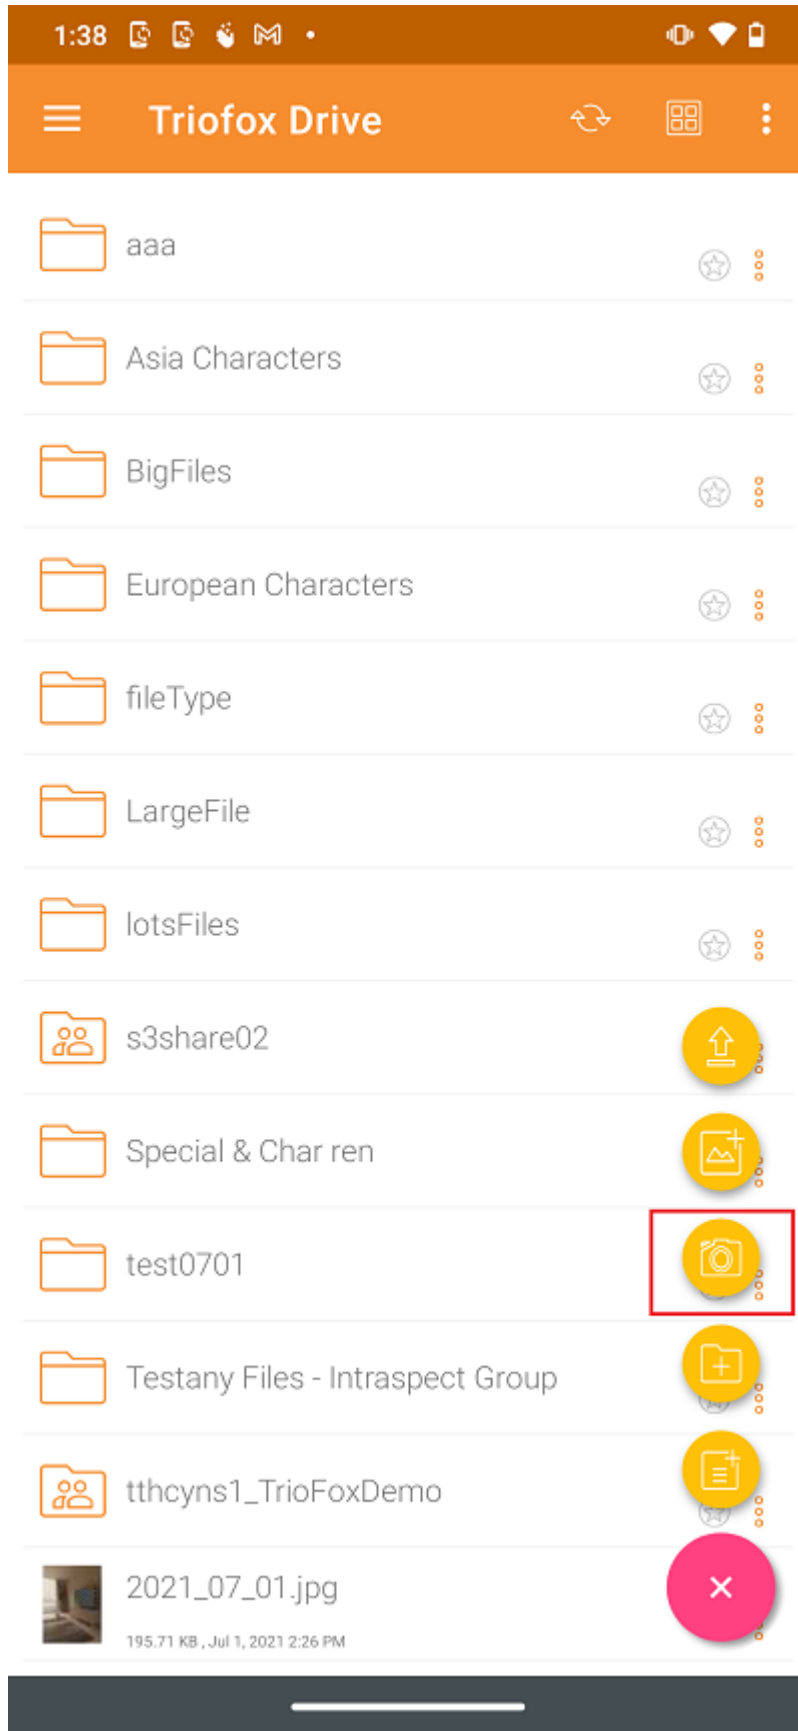 1:38
Triofox Drive
aaa
Asia Characters
BigFiles
European Characters
fileType
LargeFile
lotsFiles
s3share02
Special & Char ren
test0701
Testany Files - Intraspect Group
tthcyns1_TrioFoxDemo
2021_07_01.jpg
195.71 KB , Jul 1, 2021 2:26 PM